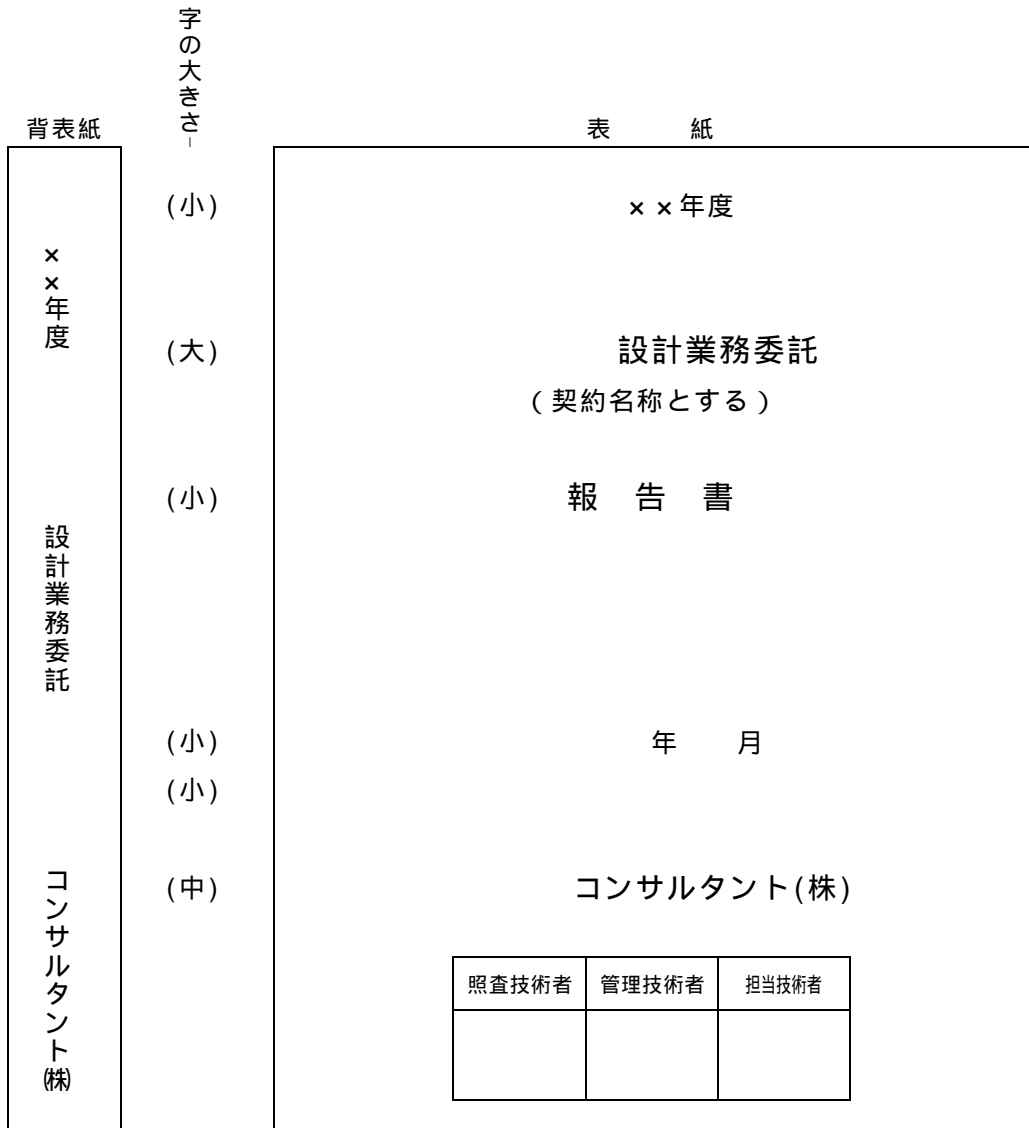 字の大きさ
背表紙
表 紙
××年度
設計業務委託
コンサルタント㈱
(小)
(大)
(小)
(小)
(小)
(中)
××年度
設計業務委託
(契約名称とする)
報 告 書
年 月
コンサルタント(株)
照査技術者 管理技術者 担当技術者